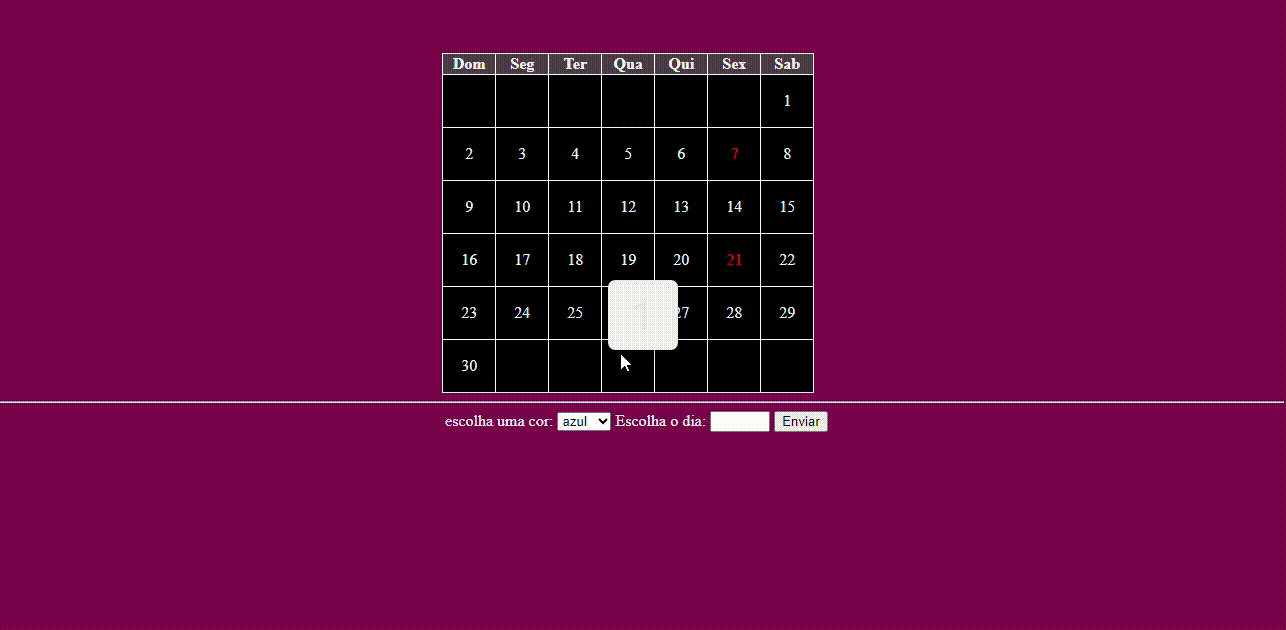 Dom Seg Ter Qua Qui Sex Sab
1
2 3 4 5 6 7 8
9 10 11 12 13 14 15
16 17 18 19 20 21 22
1
23 24 25 27 28 29
30
escolha uma cor: azul Escolha o dia: Enviar